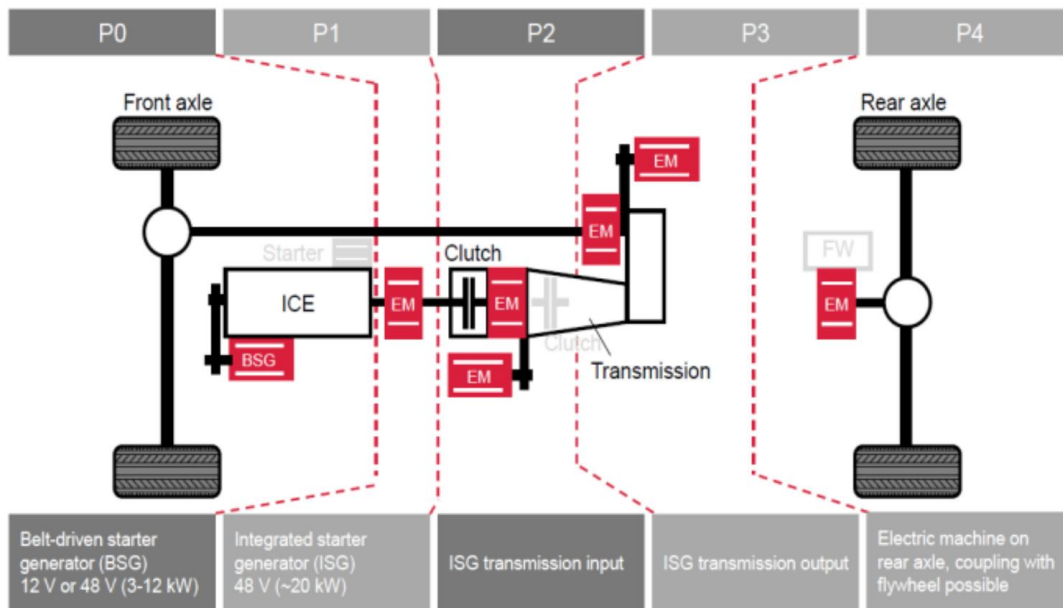 P0
P1
P2
P3
P4
Front axle
Rear axle
EM
EM
Starter
Clutch
FW
ICE
EM
EM
EM
BSG
EM
Clutch
Transmission
Belt-driven starter
generator (BSG)
12 V or 48 V (3-12 kW)
Integrated starter
generator (ISG)
48 V (~20 kW)
ISG transmission input
ISG transmission output
Electric machine on
rear axle, coupling with
flywheel possible